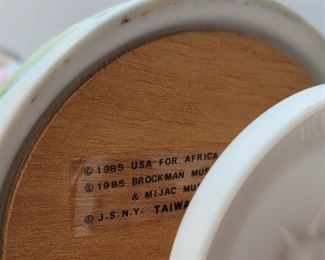 © 1985 USA FOR AFRICA
© 1985 BROCKMAN MUS
& MIJAC MUS
© J.S.N.Y. TAIWA